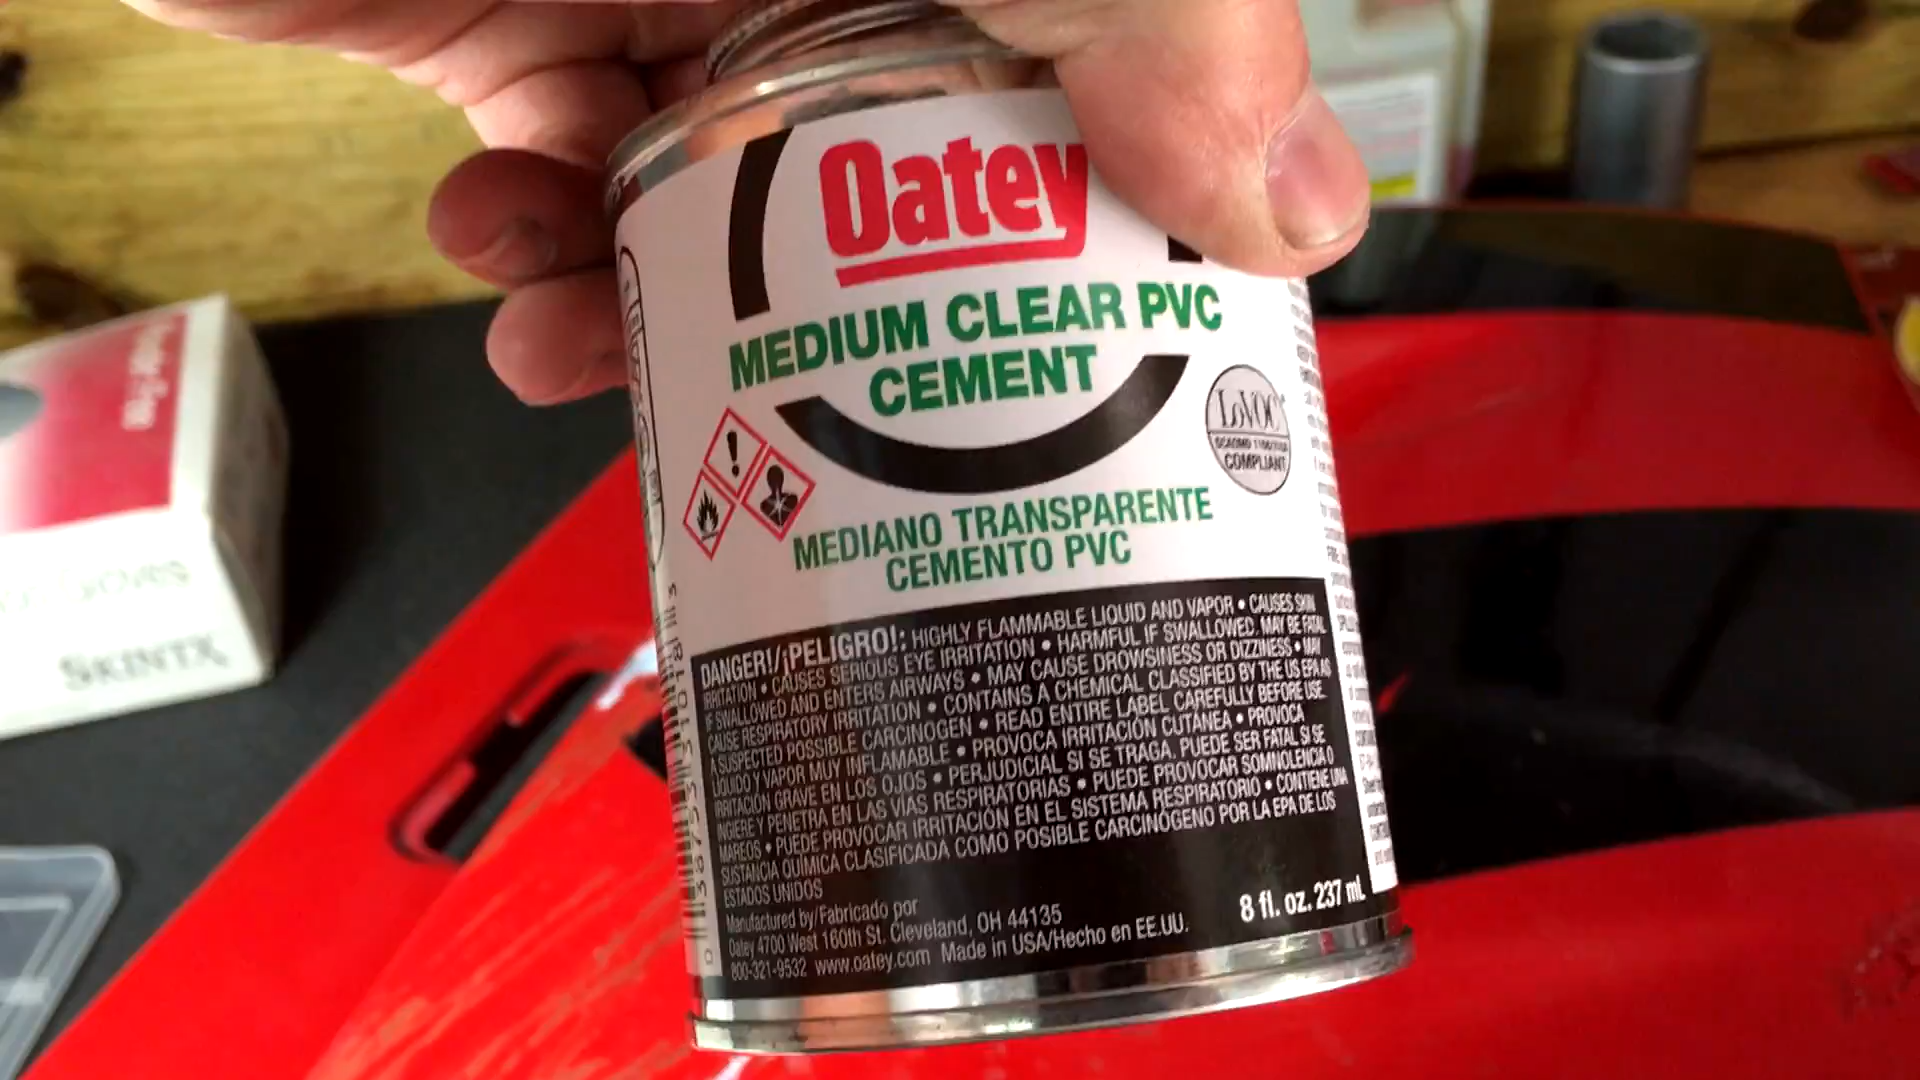 Oatey
MEDIUM CLEAR PVC
CEMENT
LoVOC
COMPLIANT
MEDIANO TRANSPARENTE
CEMENTO PVC
DANGER!/¡PELIGRO!: HIGHLY FLAMMABLE LIQUID AND VAPOR • CAUSES SKIN
IRRITATION • CAUSES SERIOUS EYE IRRITATION • HARMFUL IF SWALLOWED. MAY BE FATAL
IF SWALLOWED AND ENTERS AIRWAYS • MAY CAUSE DROWSINESS OR DIZZINESS • MAY
CAUSE RESPIRATORY IRRITATION • CONTAINS A CHEMICAL CLASSIFIED BY THE US EPA AS
A SUSPECTED POSSIBLE CARCINOGEN • READ ENTIRE LABEL CAREFULLY BEFORE USE.
LÍQUIDO Y VAPOR MUY INFLAMABLE • PROVOCA IRRITACIÓN CUTÁNEA • PROVOCA
IRRITACIÓN GRAVE EN LOS OJOS • PERJUDICIAL SI SE TRAGA. PUEDE SER FATAL SI SE
INGIERE Y PENETRA EN LAS VÍAS RESPIRATORIAS • PUEDE PROVOCAR SOMNOLENCIA O
MAREOS • PUEDE PROVOCAR IRRITACIÓN EN EL SISTEMA RESPIRATORIO • CONTIENE UNA
SUSTANCIA QUÍMICA CLASIFICADA COMO POSIBLE CARCINÓGENO POR LA EPA DE LOS
ESTADOS UNIDOS
Manufactured by/Fabricado por
Oatey 4700 West 160th St. Cleveland, OH 44135
800-321-9532 www.oatey.com Made in USA/Hecho en EE.UU.
8 fl. oz. 237 mL
SKINTX